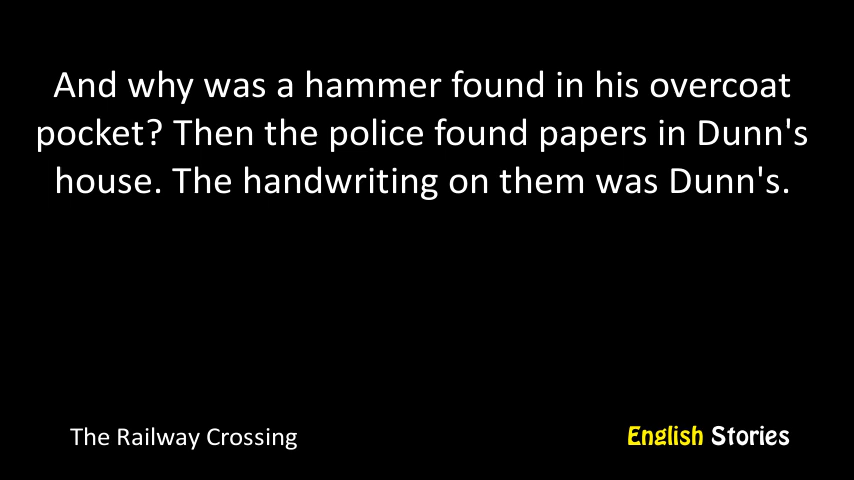 And why was a hammer found in his overcoat
pocket? Then the police found papers in Dunn's
house. The handwriting on them was Dunn's.
The Railway Crossing
English Stories